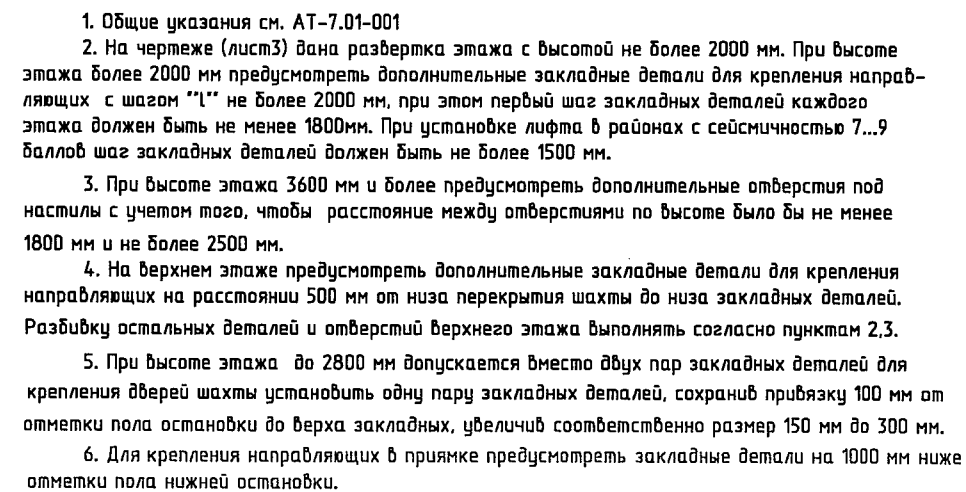 1. Общие указания см. АТ-7.01-001
2. На чертеже (лист3) дана развертка этажа с высотой не более 2000 мм. При высоте
этажа более 2000 мм предусмотреть дополнительные закладные детали для крепления направ-
ляющих с шагом "l" не более 2000 мм, при этом первый шаг закладных деталей каждого
этажа должен быть не менее 1800мм. При установке лифта в районах с сейсмичностью 7...9
баллов шаг закладных деталей должен быть не более 1500 мм.
3. При высоте этажа 3600 мм и более предусмотреть дополнительные отверстия под
настилы с учетом того, чтобы расстояние между отверстиями по высоте было бы не менее
1800 мм и не более 2500 мм.
4. На верхнем этаже предусмотреть дополнительные закладные детали для крепления
направляющих на расстоянии 500 мм от низа перекрытия шахты до низа закладных деталей.
Разбивку остальных деталей и отверстий верхнего этажа выполнять согласно пунктам 2,3.
5. При высоте этажа до 2800 мм допускается вместо двух пар закладных деталей для
крепления дверей шахты установить одну пару закладных деталей, сохранив привязку 100 мм от
отметки пола остановки до верха закладных, увеличив соответственно размер 150 мм до 300 мм.
6. Для крепления направляющих в приямке предусмотреть закладные детали на 1000 мм ниже
отметки пола нижней остановки.